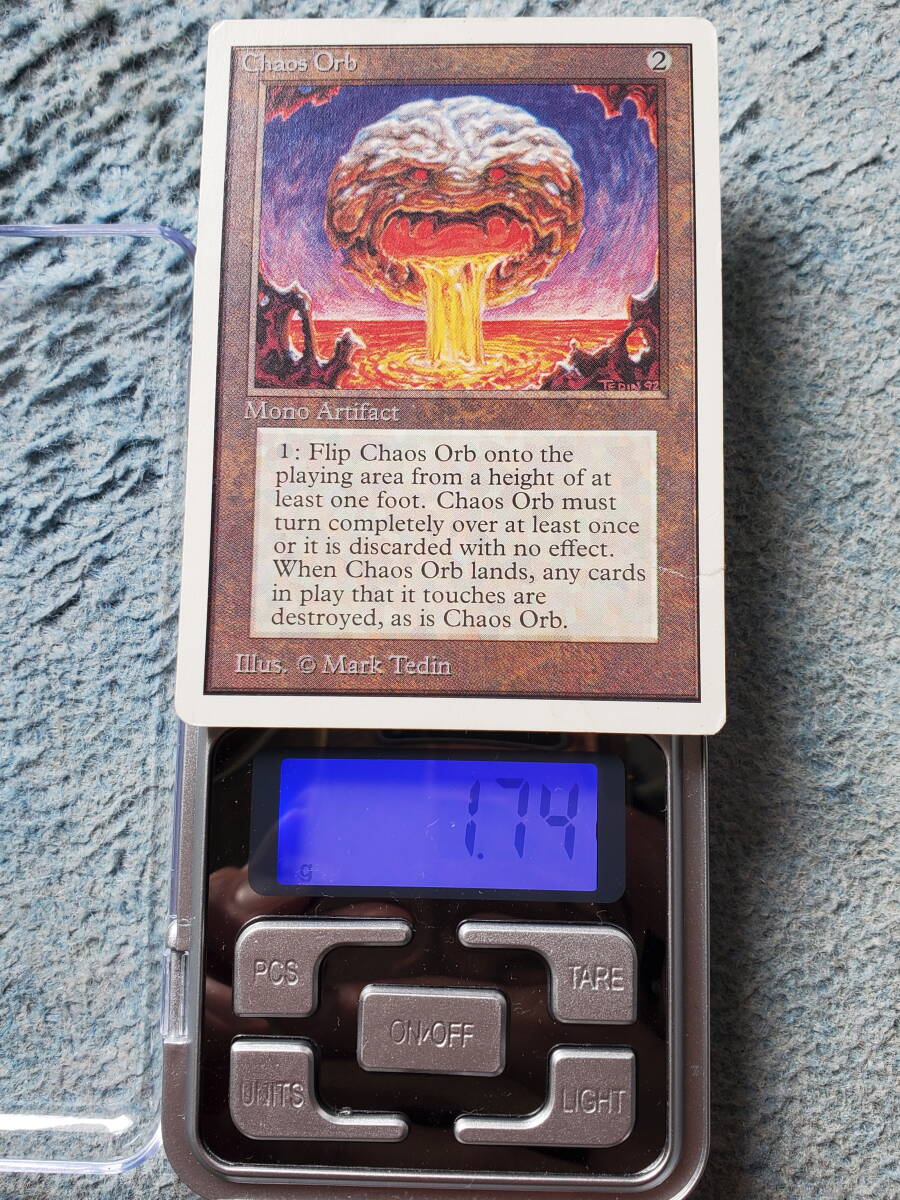 Chaos Orb 2
TEDIN 92
Mono Artifact
1: Flip Chaos Orb onto the
playing area from a height of at
least one foot. Chaos Orb must
turn completely over at least once
or it is discarded with no effect.
When Chaos Orb lands, any cards
in play that it touches are
destroyed, as is Chaos Orb.
Illus. © Mark Tedin
1.74
g
PCS TARE
ON/OFF
UNITS LIGHT